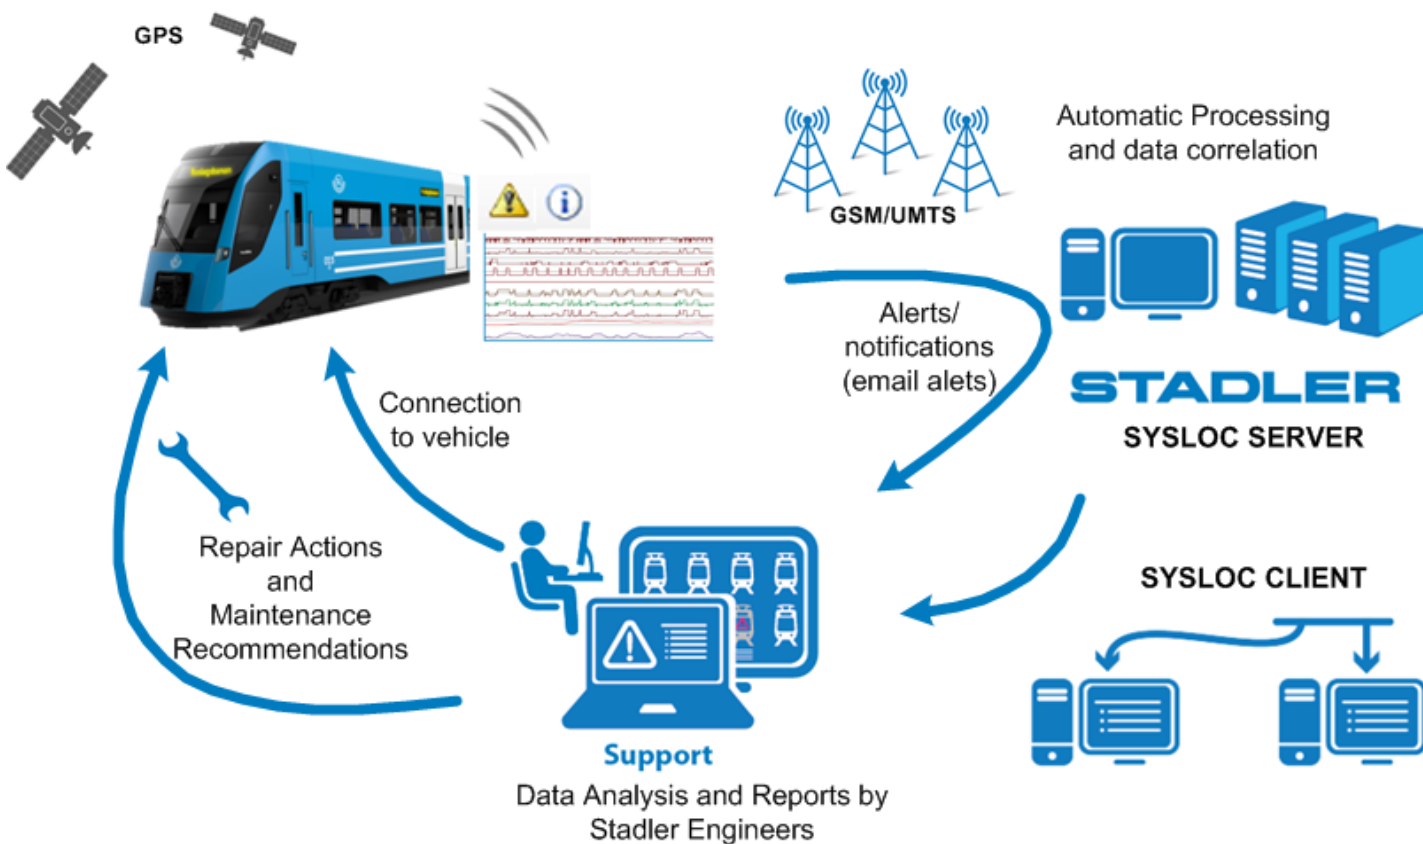 GPS
GSM/UMTS
Automatic Processing
and data correlation
Alerts/
notifications
(email alets)
STADLER
SYSLOC SERVER
Connection
to vehicle
Repair Actions
and
Maintenance
Recommendations
SYSLOC CLIENT
Support
Data Analysis and Reports by
Stadler Engineers